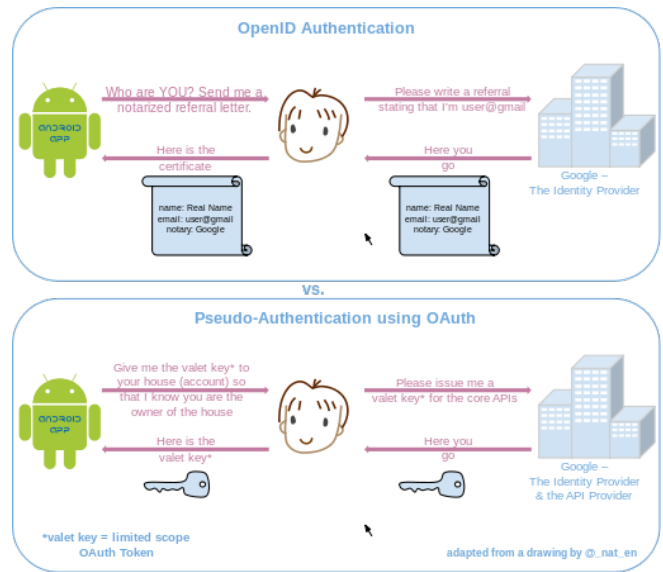 OpenID Authentication
Who are YOU? Send me a
notarized referral letter.
Please write a referral
stating that I'm user@gmail
ANDROID
APP
Here is the
certificate
Here you
go
Google –
The Identity Provider
name: Real Name
email: user@gmail
notary: Google
name: Real Name
email: user@gmail
notary: Google
vs.
Pseudo-Authentication using OAuth
Give me the valet key* to
your house (account) so
that I know you are the
owner of the house
Please issue me a
valet key* for the core APIs
ANDROID
APP
Here is the
valet key*
Here you
go
Google –
The Identity Provider
& the API Provider
*valet key = limited scope
OAuth Token
adapted from a drawing by @_nat_en